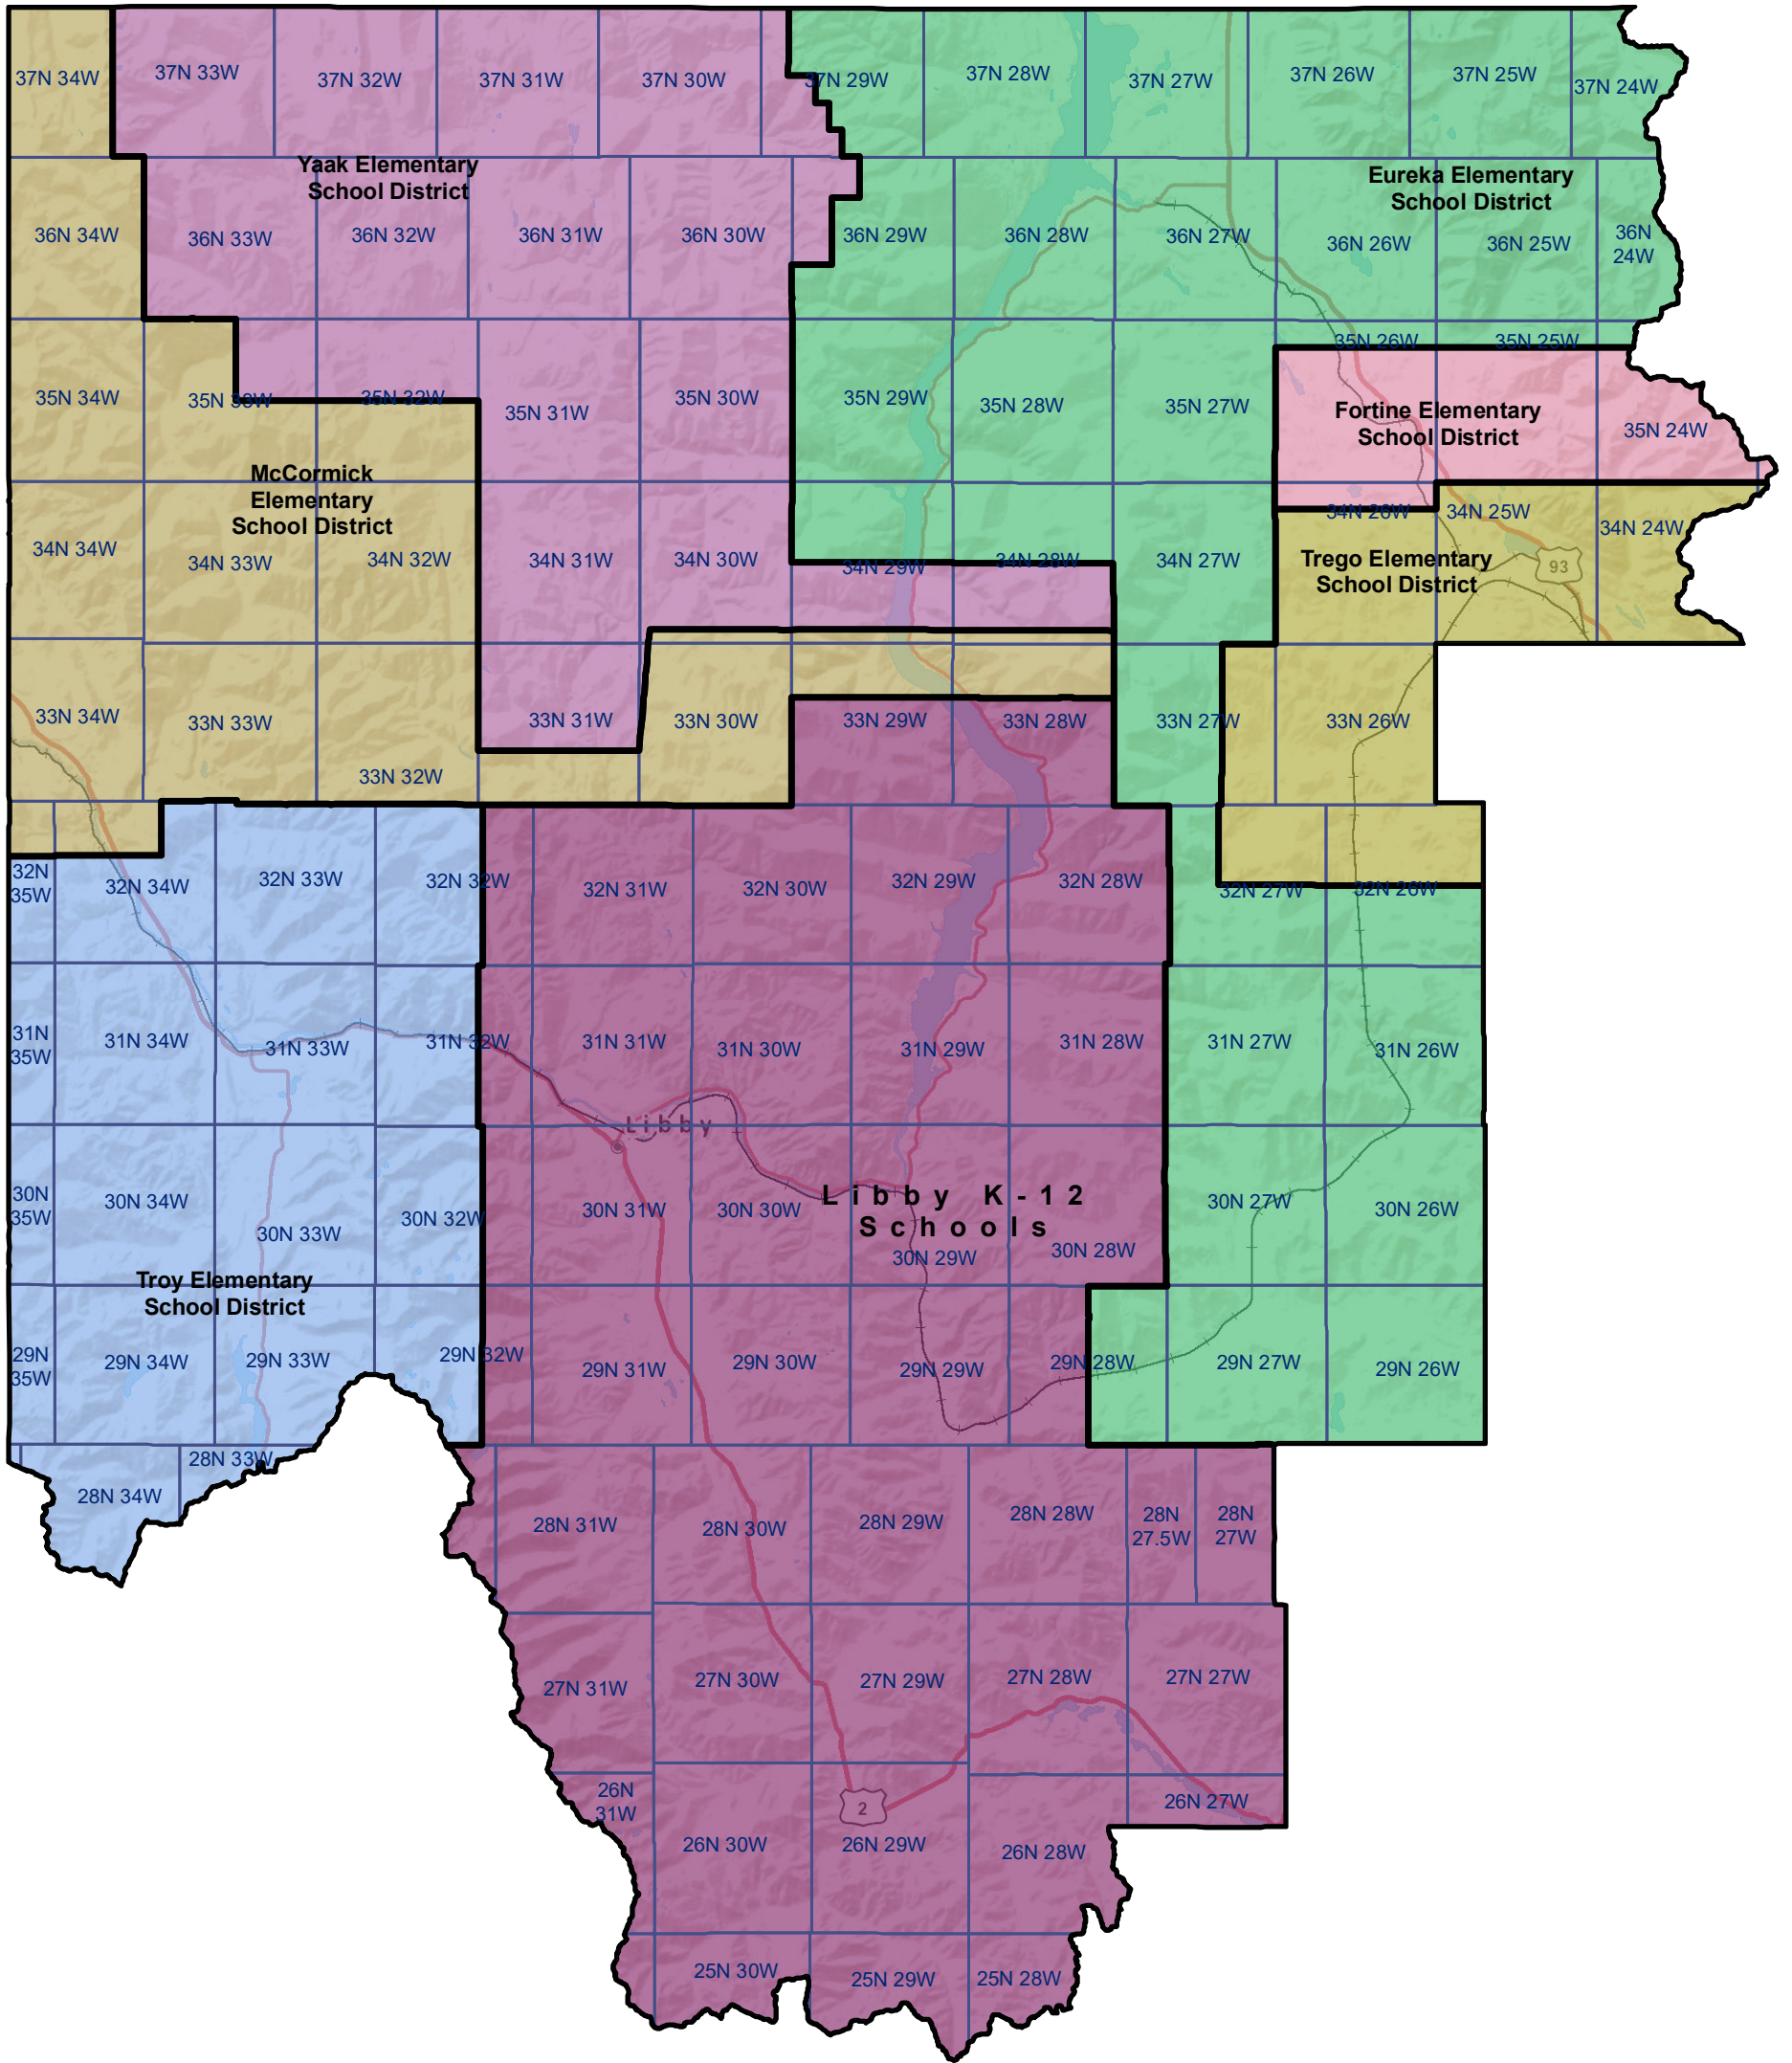 37N 34W
37N 33W
37N 32W
37N 31W
37N 30W
37N 29W
37N 28W
37N 27W
37N 26W
37N 25W
37N 24W
Yaak Elementary
School District
Eureka Elementary
School District
36N 34W
36N 33W
36N 32W
36N 31W
36N 30W
36N 29W
36N 28W
36N 27W
36N 26W
36N 25W
36N
24W
35N 26W
35N 25W
35N 34W
35N 33W
35N 32W
35N 31W
35N 30W
35N 29W
35N 28W
35N 27W
Fortine Elementary
School District
35N 24W
McCormick
Elementary
School District
34N 26W
34N 25W
34N 24W
34N 34W
34N 33W
34N 32W
34N 31W
34N 30W
34N 29W
34N 28W
34N 27W
Trego Elementary
School District
93
33N 34W
33N 33W
33N 32W
33N 31W
33N 30W
33N 29W
33N 28W
33N 27W
33N 26W
32N
35W
32N 34W
32N 33W
32N 32W
32N 31W
32N 30W
32N 29W
32N 28W
32N 27W
32N 26W
31N
35W
31N 34W
31N 33W
31N 32W
31N 31W
31N 30W
31N 29W
31N 28W
31N 27W
31N 26W
Libby
30N
35W
30N 34W
30N 33W
30N 32W
30N 31W
30N 30W
Libby K-12
Schools
30N 29W
30N 28W
30N 27W
30N 26W
Troy Elementary
School District
29N
35W
29N 34W
29N 33W
29N 32W
29N 31W
29N 30W
29N 29W
29N 28W
29N 27W
29N 26W
28N 33W
28N 34W
28N 31W
28N 30W
28N 29W
28N 28W
28N
27.5W
28N
27W
27N 31W
27N 30W
27N 29W
27N 28W
27N 27W
26N
31W
2
26N 27W
26N 30W
26N 29W
26N 28W
25N 30W
25N 29W
25N 28W